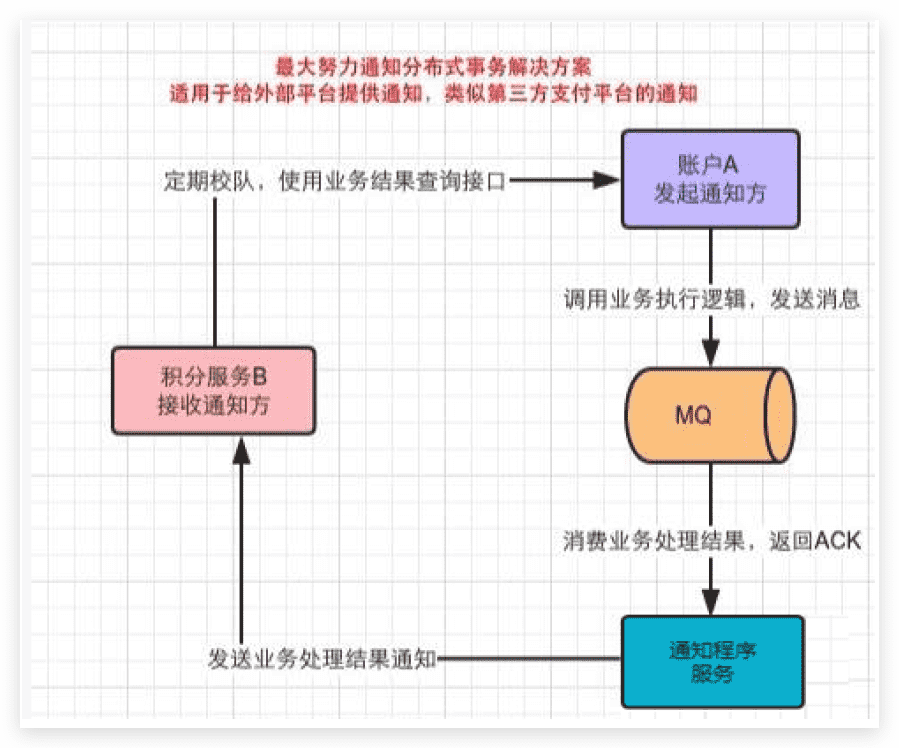 最大努力通知分布式事务解决方案
适用于给外部平台提供通知，类似第三方支付平台的通知
定期校队，使用业务结果查询接口
账户A
发起通知方
调用业务执行逻辑，发送消息
积分服务B
接收通知方
MQ
消费业务处理结果，返回ACK
发送业务处理结果通知
通知程序
服务